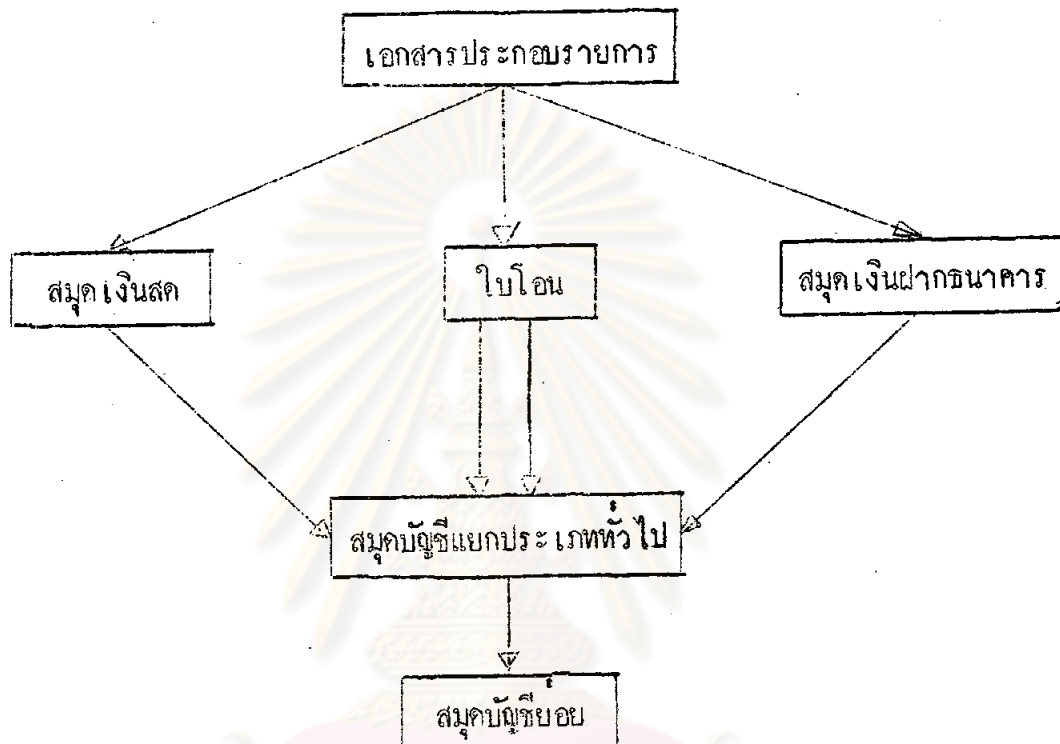 เอกสารประกอบรายการ
สมุดเงินสด
ใบโอน
สมุดเงินฝากธนาคาร
สมุดบัญชีแยกประเภททั่วไป
สมุดบัญชีย่อย